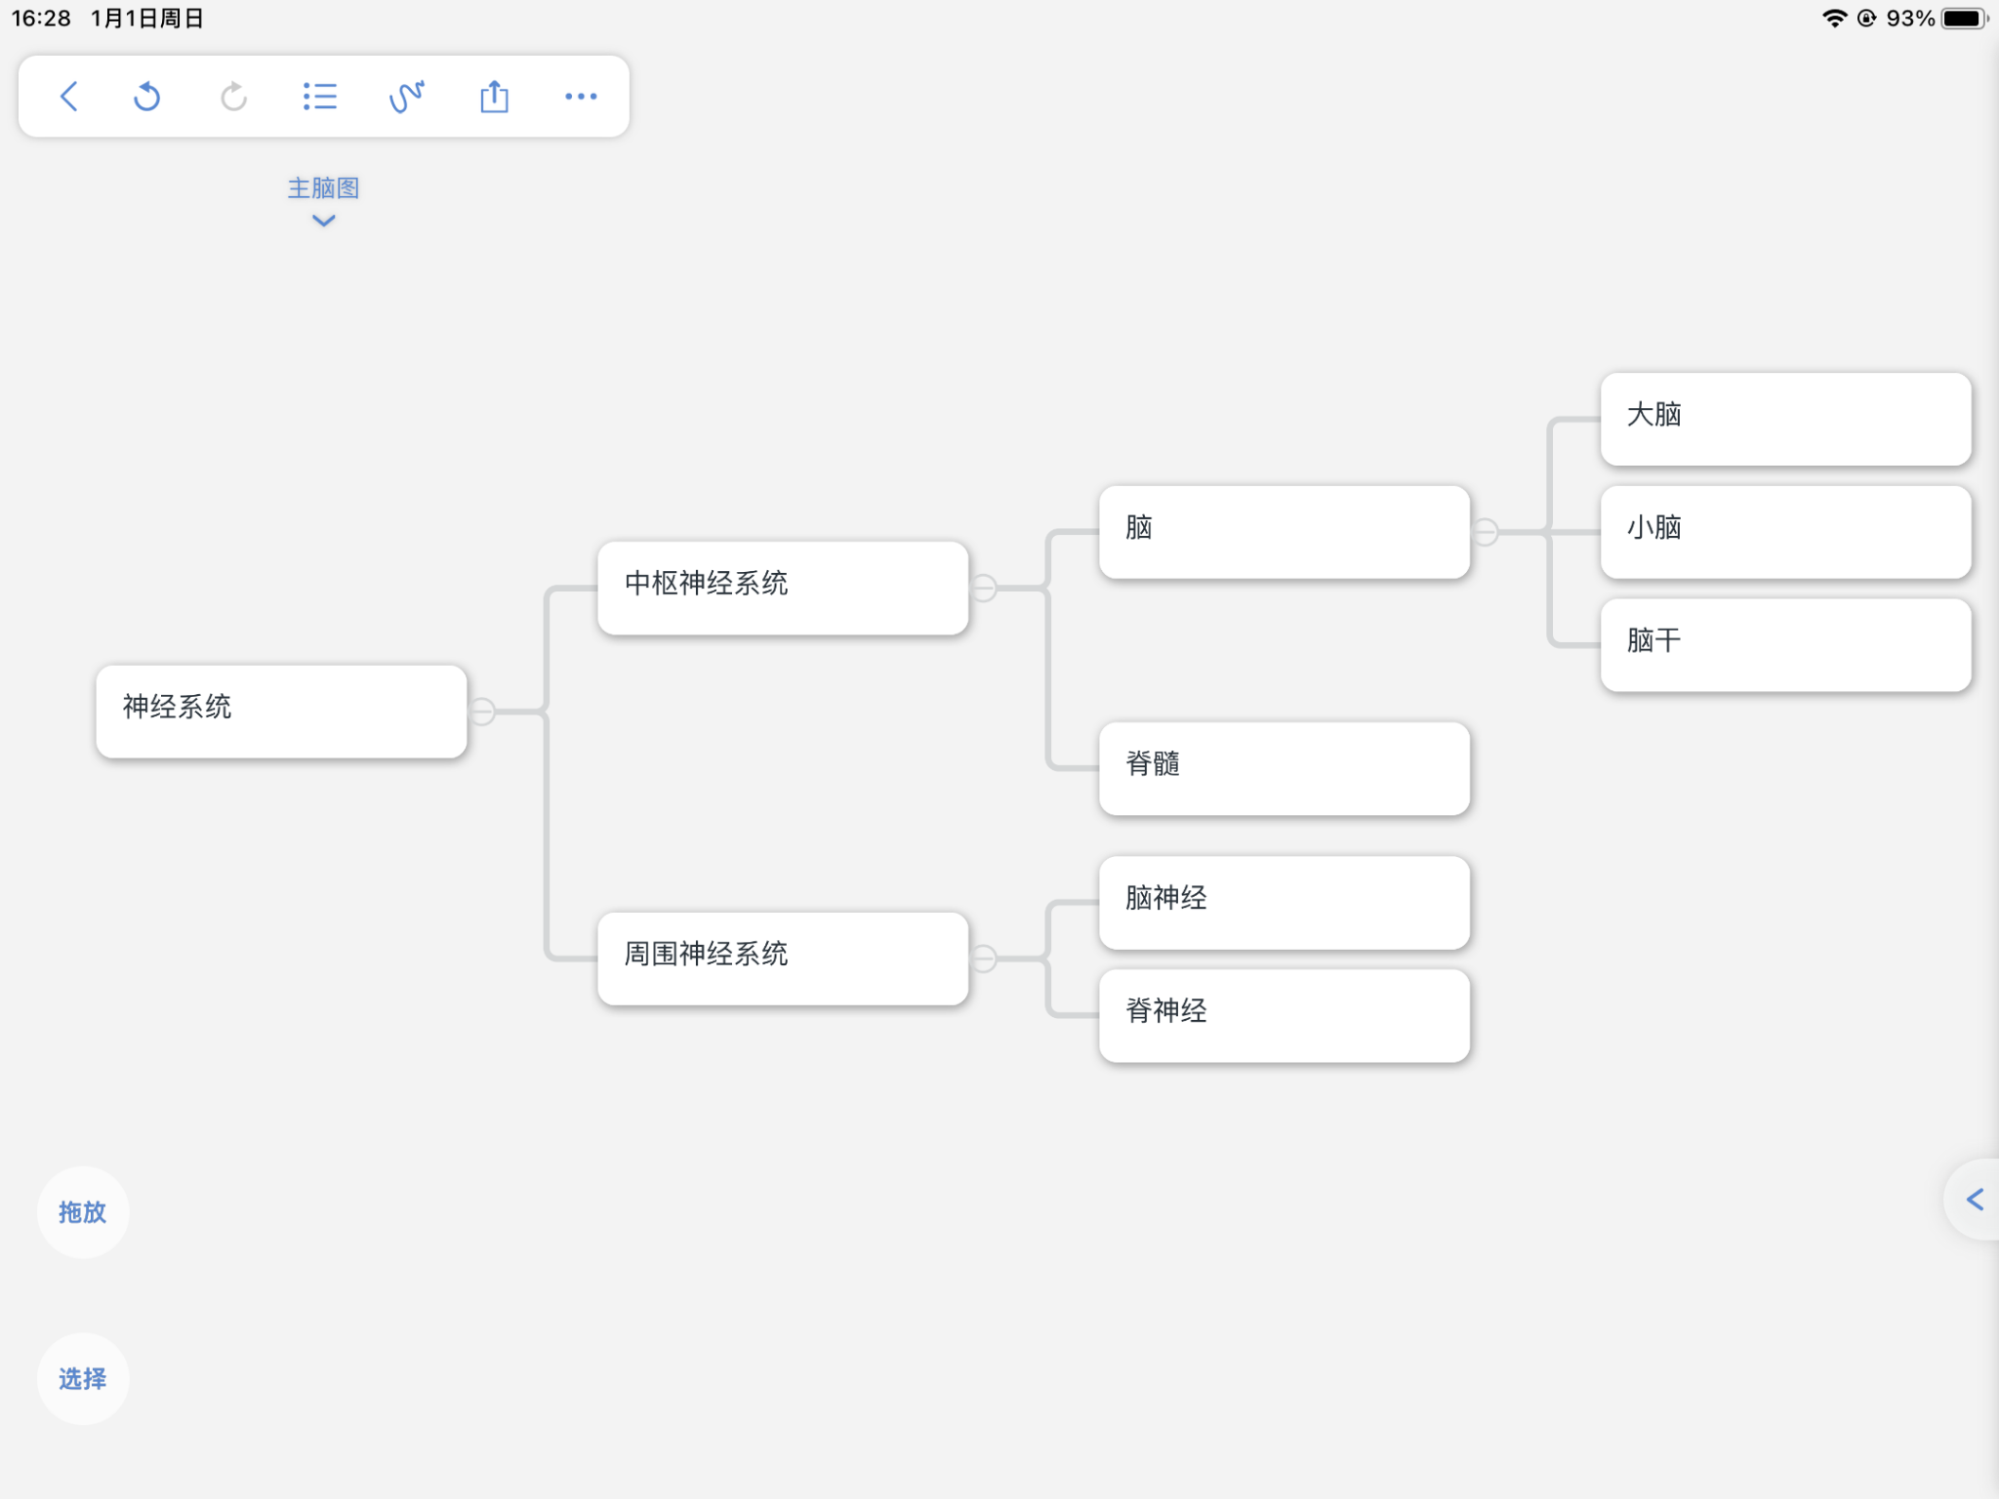 16:28 1月1日周日
93%
主脑图
神经系统
中枢神经系统
脑
大脑
小脑
脑干
脊髓
周围神经系统
脑神经
脊神经
拖放
选择